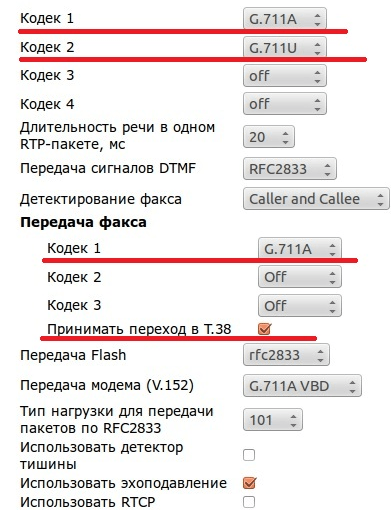 Кодек 1 G.711A
Кодек 2 G.711U
Кодек 3 off
Кодек 4 off
Длительность речи в одном
RTP-пакете, мс 20
Передача сигналов DTMF RFC2833
Детектирование факса Caller and Callee
Передача факса
Кодек 1 G.711A
Кодек 2 Off
Кодек 3 Off
Принимать переход в T.38
Передача Flash rfc2833
Передача модема (V.152) G.711A VBD
Тип нагрузки для передачи
пакетов по RFC2833 101
Использовать детектор
тишины
Использовать эхоподавление
Использовать RTCP